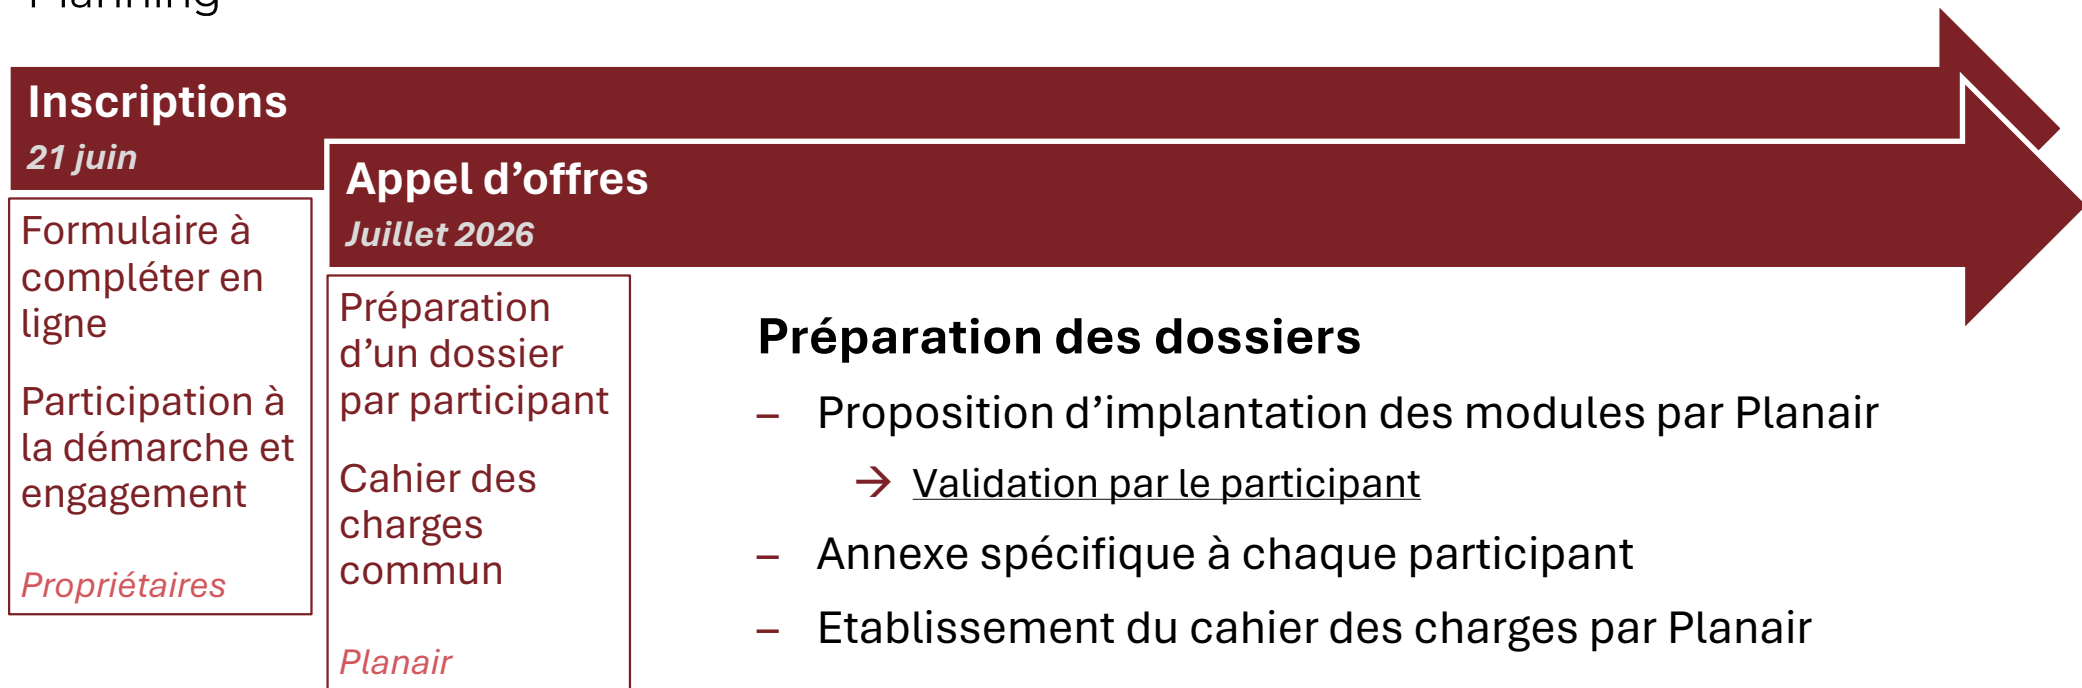 Planning
Inscriptions
21 juin
Formulaire à
compléter en
ligne
Participation à
la démarche et
engagement
Propriétaires
Appel d’offres
Juillet 2026
Préparation
d’un dossier
par participant
Cahier des
charges
commun
Planair
Préparation des dossiers
– Proposition d’implantation des modules par Planair
→ Validation par le participant
– Annexe spécifique à chaque participant
– Etablissement du cahier des charges par Planair